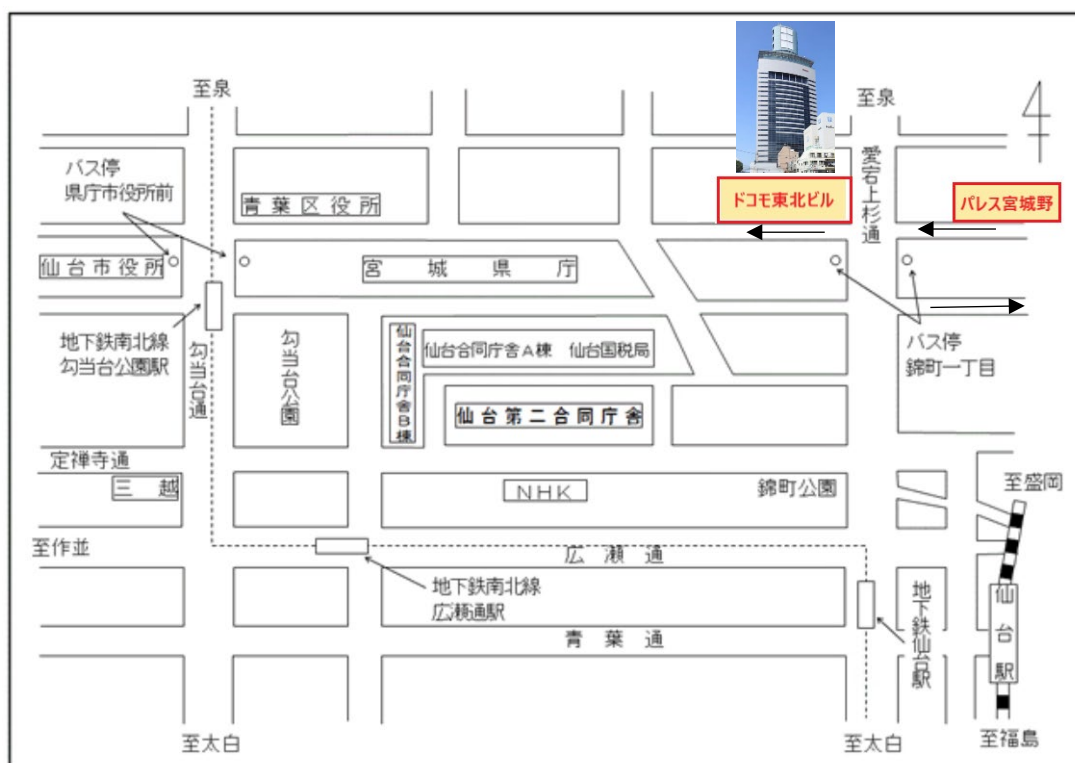 至泉
至泉
バス停
県庁市役所前
青葉区役所
ドコモ東北ビル
愛宕上杉通
パレス宮城野
仙台市役所
宮城県庁
地下鉄南北線
勾当台公園駅
勾当台通
勾当台公園
仙台合同庁舎B棟
仙台合同庁舎A棟 仙台国税局
バス停
錦町一丁目
仙台第二合同庁舎
定禅寺通
三越
NHK
錦町公園
至盛岡
至作並
広瀬通
地下鉄南北線
広瀬通駅
地下鉄仙台駅
仙台駅
青葉通
至太白
至太白
至福島